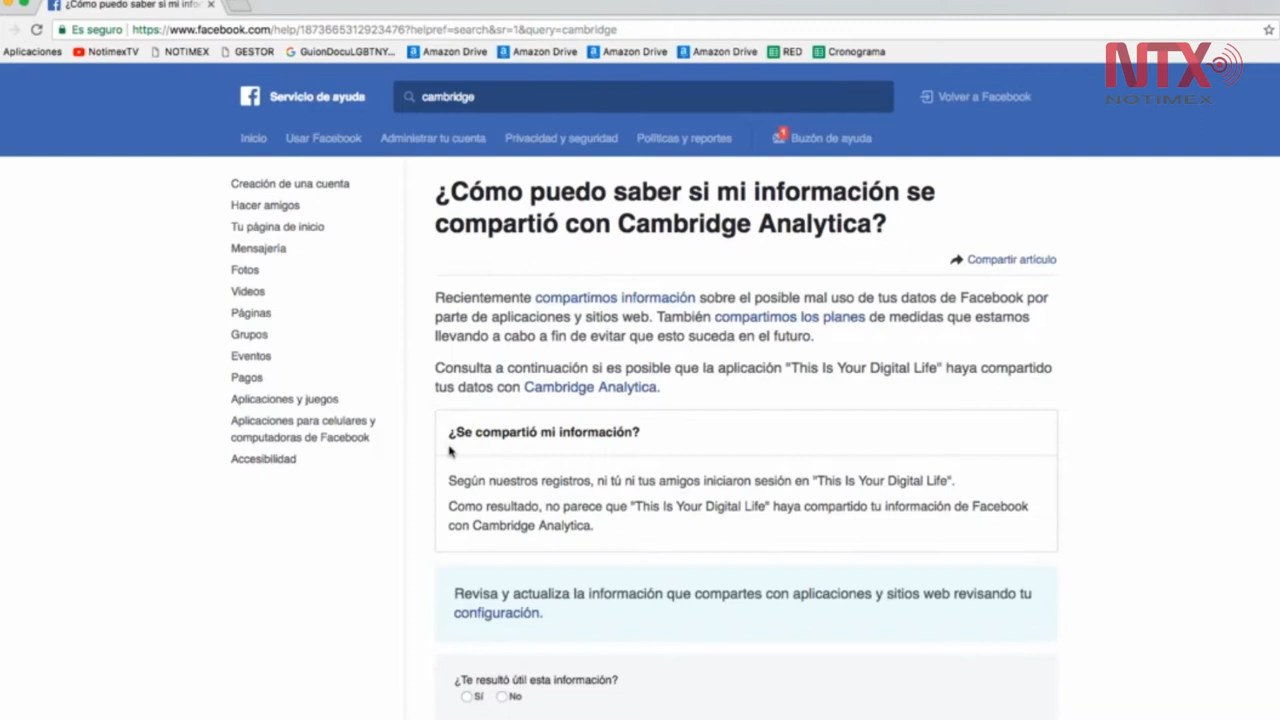 ¿Cómo puedo saber si mi infor
Es seguro https://www.facebook.com/help/1873665312923476?helpref=search&sr=1&query=cambridge
Aplicaciones NotimexTV NOTIMEX GESTOR GuionDocuLGBTNY... Amazon Drive Amazon Drive Amazon Drive Amazon Drive RED Cronograma
NTX
NOTIMEX
Servicio de ayuda cambridge Volver a Facebook
Inicio Usar Facebook Administrar tu cuenta Privacidad y seguridad Políticas y reportes 1 Buzón de ayuda
Creación de una cuenta
Hacer amigos
Tu página de inicio
Mensajería
Fotos
Videos
Páginas
Grupos
Eventos
Pagos
Aplicaciones y juegos
Aplicaciones para celulares y
computadoras de Facebook
Accesibilidad
¿Cómo puedo saber si mi información se
compartió con Cambridge Analytica?
Compartir artículo
Recientemente compartimos información sobre el posible mal uso de tus datos de Facebook por
parte de aplicaciones y sitios web. También compartimos los planes de medidas que estamos
llevando a cabo a fin de evitar que esto suceda en el futuro.
Consulta a continuación si es posible que la aplicación "This Is Your Digital Life" haya compartido
tus datos con Cambridge Analytica.
¿Se compartió mi información?
Según nuestros registros, ni tú ni tus amigos iniciaron sesión en "This Is Your Digital Life".
Como resultado, no parece que "This Is Your Digital Life" haya compartido tu información de Facebook
con Cambridge Analytica.
Revisa y actualiza la información que compartes con aplicaciones y sitios web revisando tu
configuración.
¿Te resultó útil esta información?
Sí No